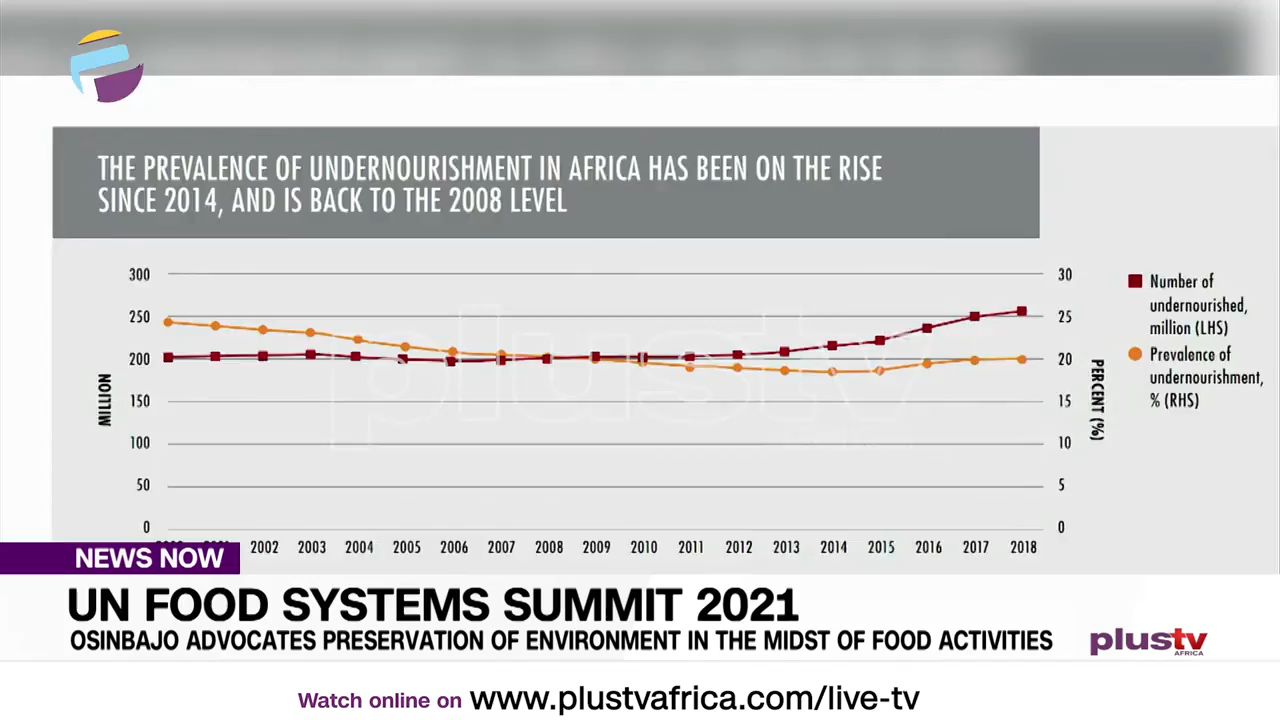 THE PREVALENCE OF UNDERNOURISHMENT IN AFRICA HAS BEEN ON THE RISE
SINCE 2014, AND IS BACK TO THE 2008 LEVEL
300
250
200
150
100
50
0
MILLION
30
25
20
15
10
5
0
PERCENT (%)
Number of
undernourished,
million (LHS)
Prevalence of
undernourishment,
% (RHS)
plustv
2002 2003 2004 2005 2006 2007 2008 2009 2010 2011 2012 2013 2014 2015 2016 2017 2018
NEWS NOW
UN FOOD SYSTEMS SUMMIT 2021
OSINBAJO ADVOCATES PRESERVATION OF ENVIRONMENT IN THE MIDST OF FOOD ACTIVITIES
plustv
AFRICA
Watch online on www.plustvafrica.com/live-tv